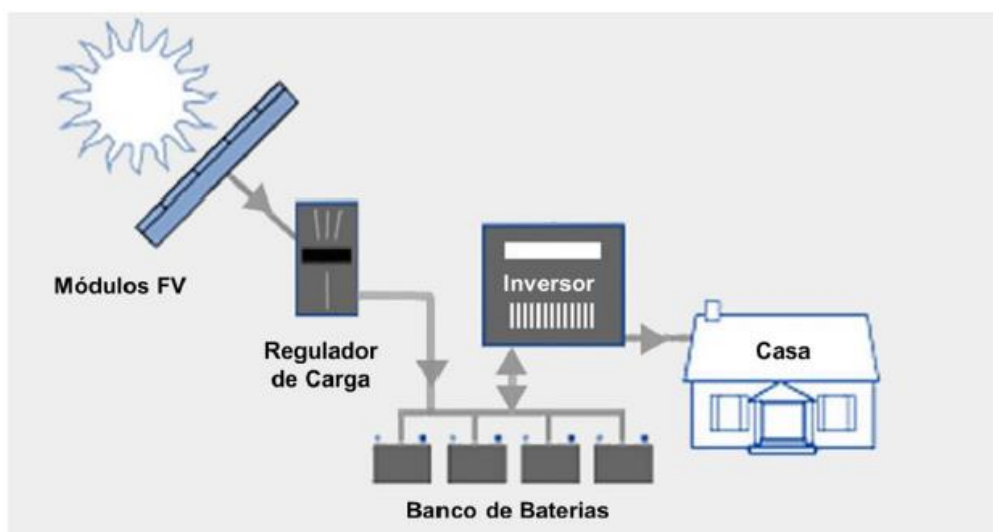 Módulos FV
Regulador
de Carga
Inversor
Casa
Banco de Baterias